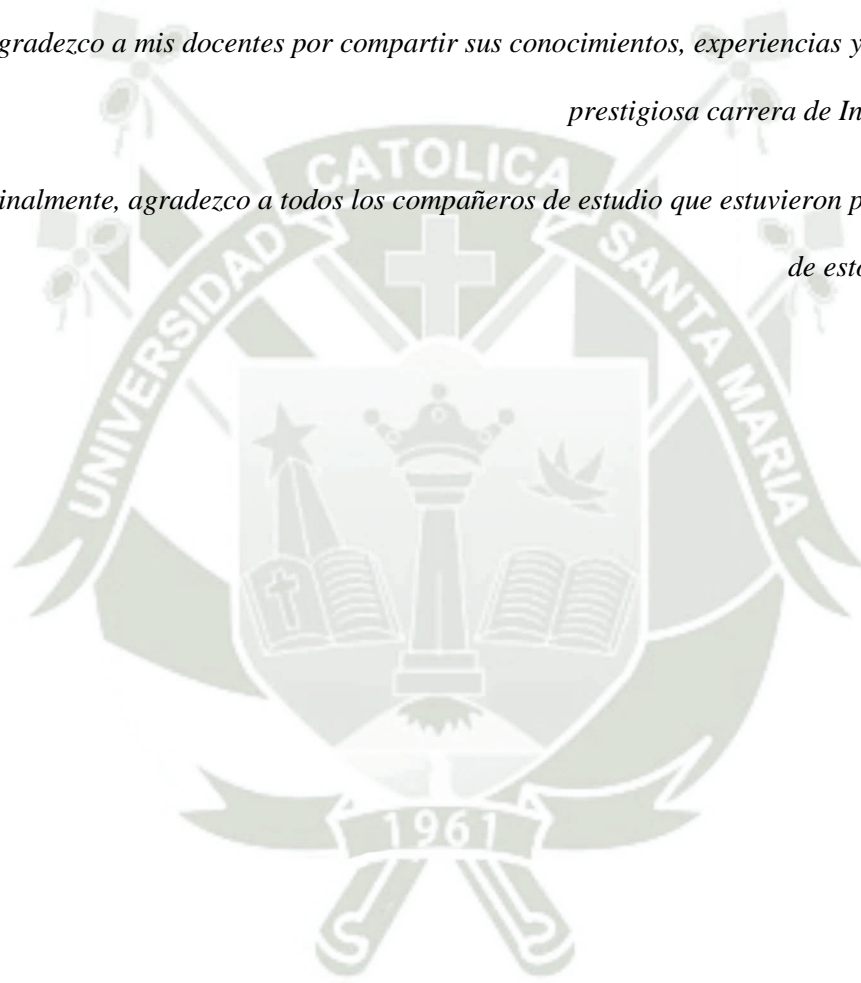 gradezco a mis docentes por compartir sus conocimientos, experiencias y
prestigiosa carrera de In
inalmente, agradezco a todos los compañeros de estudio que estuvieron p
de esto
UNIVERSIDAD CATOLICA SANTA MARIA
1961